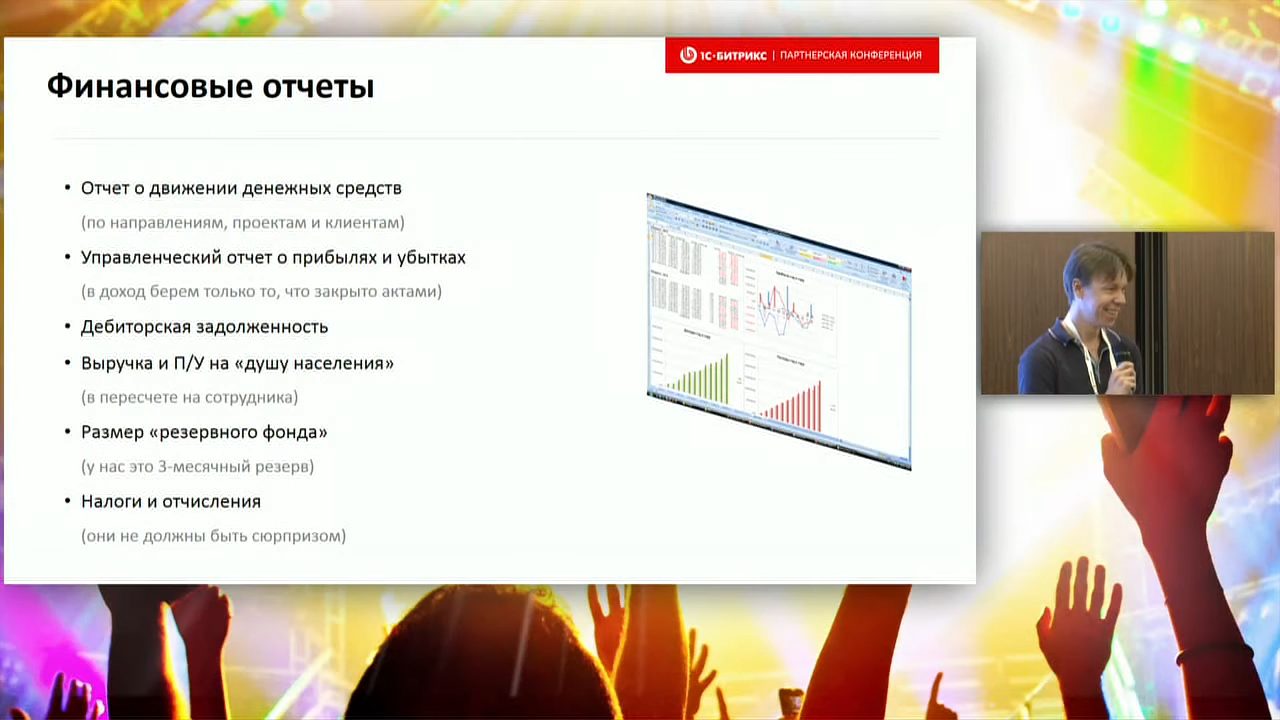 1С-БИТРИКС | ПАРТНЕРСКАЯ КОНФЕРЕНЦИЯ
Финансовые отчеты
• Отчет о движении денежных средств
(по направлениям, проектам и клиентам)
• Управленческий отчет о прибылях и убытках
(в доход берем только то, что закрыто актами)
• Дебиторская задолженность
• Выручка и П/У на «душу населения»
(в пересчете на сотрудника)
• Размер «резервного фонда»
(у нас это 3-месячный резерв)
• Налоги и отчисления
(они не должны быть сюрпризом)